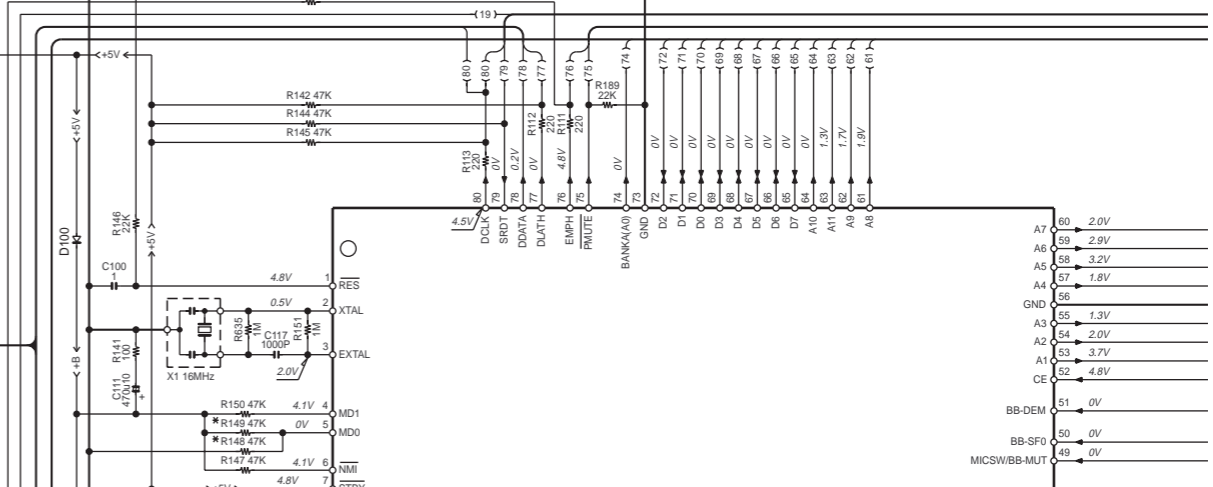 (19)
+5V
80
80
79
78
77
76
75
74
72
71
70
69
68
67
66
65
64
63
62
61
R189
22K
R142 47K
R144 47K
R145 47K
R112
220
R111
220
R113
220
0V
0.2V
0V
4.8V
0V
0V
0V
0V
0V
0V
0V
0V
0V
0V
1.3V
1.7V
1.9V
+5V
D100
R146
22K
+5V
80
79
78
77
76
75
74
73
72
71
70
69
68
67
66
65
64
63
62
61
4.5V
DCLK
SRDT
DDATA
DLATH
EMPH
PMUTE
BANKA(A0)
GND
D2
D1
D0
D3
D4
D5
D6
D7
A10
A11
A9
A8
C100
1
4.8V
1
RES
0.5V
2
XTAL
R635
1M
C117
1000P
R151
1M
3
EXTAL
2.0V
X1 16MHz
+B
R141
100
C111
470u10
+
R150 47K
4.1V
4
MD1
*R149 47K
0V
5
MD0
*R148 47K
R147 47K
4.1V
6
NMI
4.8V
7
STBY
+5V
A7 60 2.0V
A6 59 2.9V
A5 58 3.2V
A4 57 1.8V
GND 56
A3 55 1.3V
A2 54 2.0V
A1 53 3.7V
CE 52 4.8V
BB-DEM 51 0V
BB-SF0 50 0V
MICSW/BB-MUT 49 0V